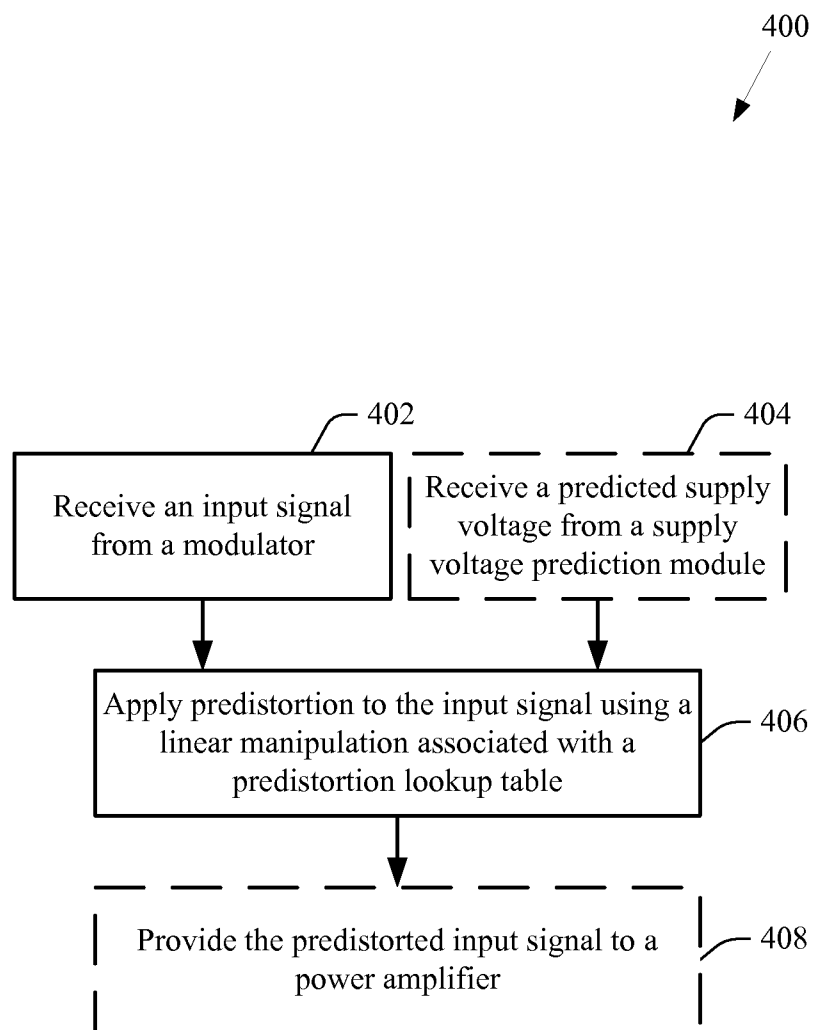 400
402
404
Receive an input signal
from a modulator
Receive a predicted supply
voltage from a supply
voltage prediction module
Apply predistortion to the input signal using a
linear manipulation associated with a
predistortion lookup table
406
Provide the predistorted input signal to a
power amplifier
408